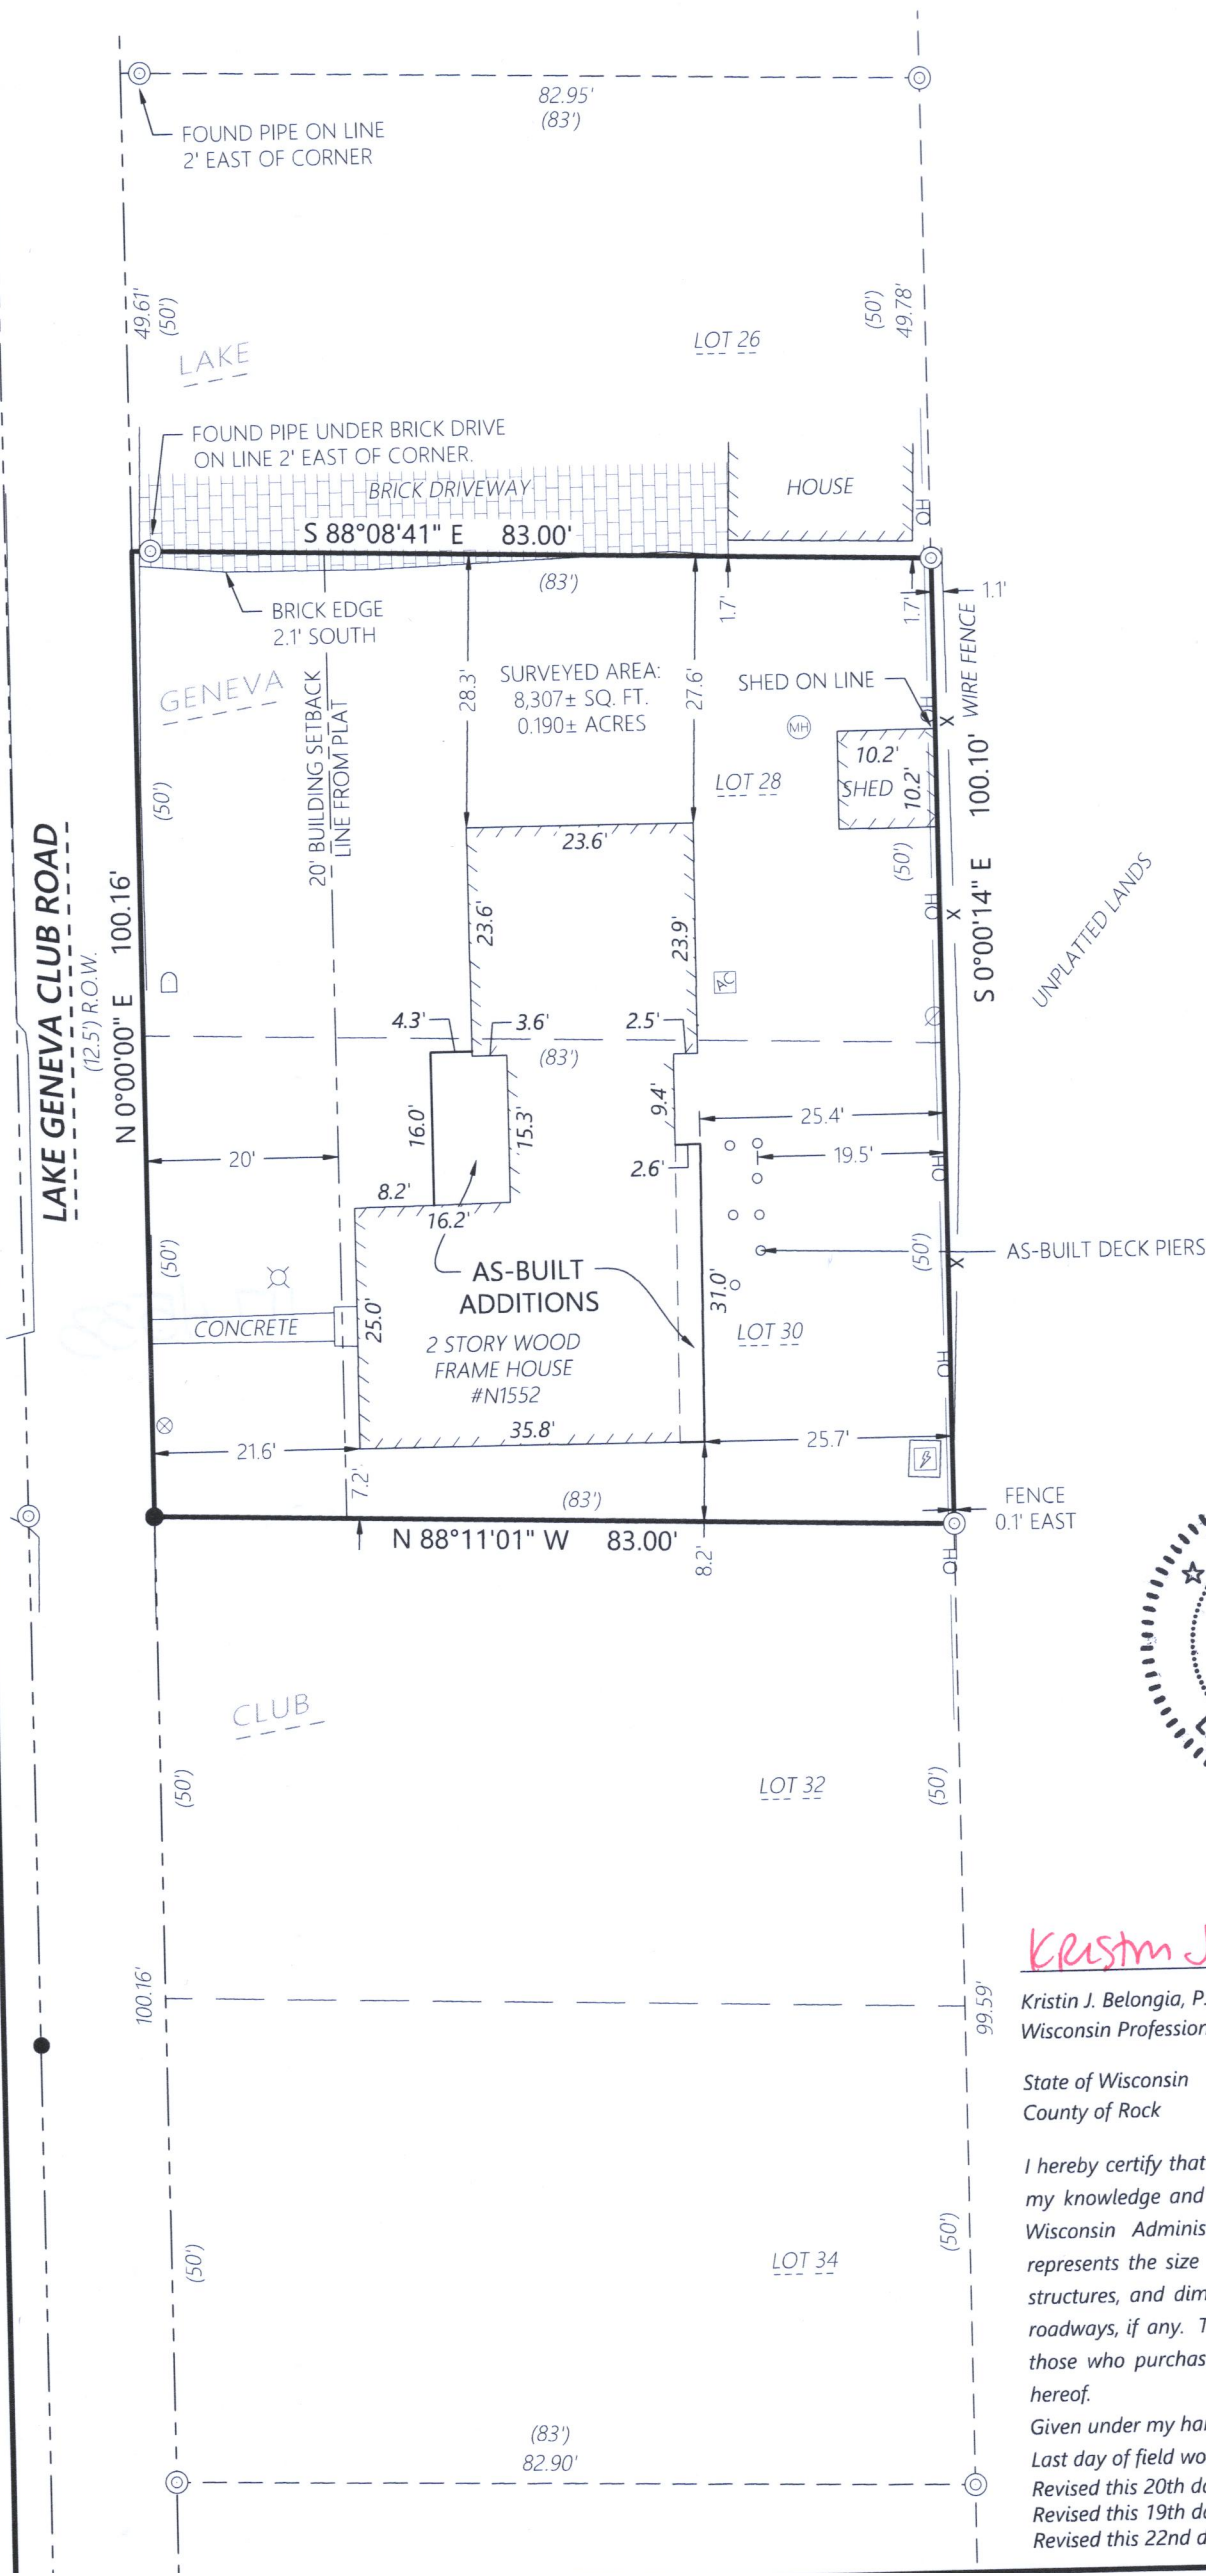 82.95'
(83')
FOUND PIPE ON LINE
2' EAST OF CORNER
49.61'
(50')
(50')
49.78'
LAKE
LOT 26
FOUND PIPE UNDER BRICK DRIVE
ON LINE 2' EAST OF CORNER.
BRICK DRIVEWAY
HOUSE
OH
S 88°08'41" E 83.00'
(83')
BRICK EDGE
2.1' SOUTH
1.7'
1.7'
1.1'
WIRE FENCE
GENEVA
20' BUILDING SETBACK
LINE FROM PLAT
28.3'
SURVEYED AREA:
8,307± SQ. FT.
0.190± ACRES
27.6'
SHED ON LINE
OH
X
MH
10.2'
SHED
10.2'
LOT 28
(50')
(50')
S 0°00'14" E 100.10'
LAKE GENEVA CLUB ROAD
(12.5') R.O.W.
N 0°00'00" E 100.16'
23.6'
23.6'
23.9'
OH
X
UNPLATTED LANDS
AC
4.3'
3.6'
2.5'
(83')
16.0'
15.3'
9.4'
25.4'
20'
2.6'
19.5'
OH
8.2'
16.2'
(50')
AS-BUILT
ADDITIONS
31.0'
(50')
X
AS-BUILT DECK PIERS
CONCRETE
25.0'
2 STORY WOOD
FRAME HOUSE
#N1552
LOT 30
OH
35.8'
21.6'
25.7'
7.2'
(83')
FENCE
0.1' EAST
N 88°11'01" W 83.00'
8.2'
OH
CLUB
(50')
LOT 32
(50')
100.16'
99.59'
(50')
LOT 34
(50')
(83')
82.90'
Kristin J
Kristin J. Belongia, P.
Wisconsin Profession
State of Wisconsin
County of Rock
I hereby certify that
my knowledge and
Wisconsin Adminis
represents the size
structures, and dim
roadways, if any. T
those who purchas
hereof.
Given under my ha
Last day of field wo
Revised this 20th d
Revised this 19th d
Revised this 22nd d